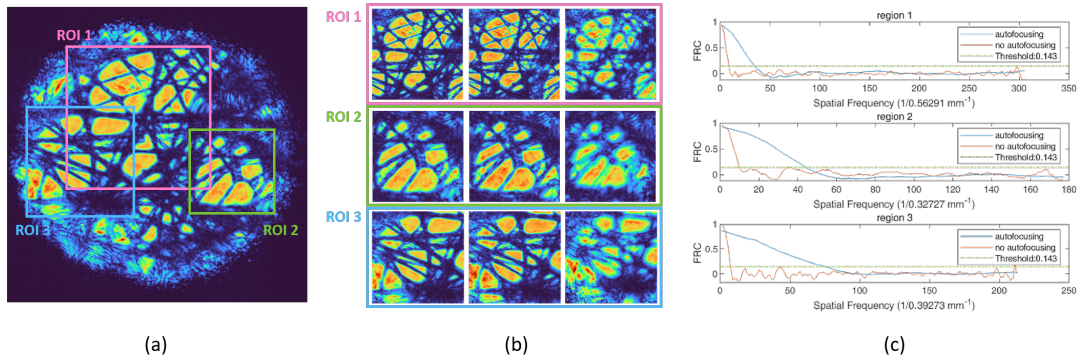 ROI 1
ROI 3
ROI 2
(a)
ROI 1
ROI 2
ROI 3
(b)
region 1
FRC
1
0.5
0
autofocusing
no autofocusing
Threshold:0.143
0 50 100 150 200 250 300 350
Spatial Frequency (1/0.56291 mm⁻¹)
region 2
FRC
1
0.5
0
autofocusing
no autofocusing
Threshold:0.143
0 20 40 60 80 100 120 140 160 180
Spatial Frequency (1/0.32727 mm⁻¹)
region 3
FRC
1
0.5
0
autofocusing
no autofocusing
Threshold:0.143
0 50 100 150 200 250
Spatial Frequency (1/0.39273 mm⁻¹)
(c)